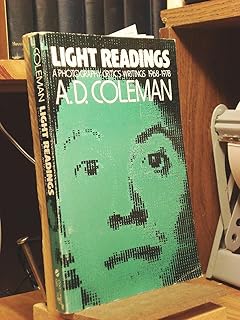 LIGHT READINGS
A PHOTOGRAPHY CRITIC'S WRITINGS 1968-1978
A.D. COLEMAN
COLEMAN
LIGHT READINGS